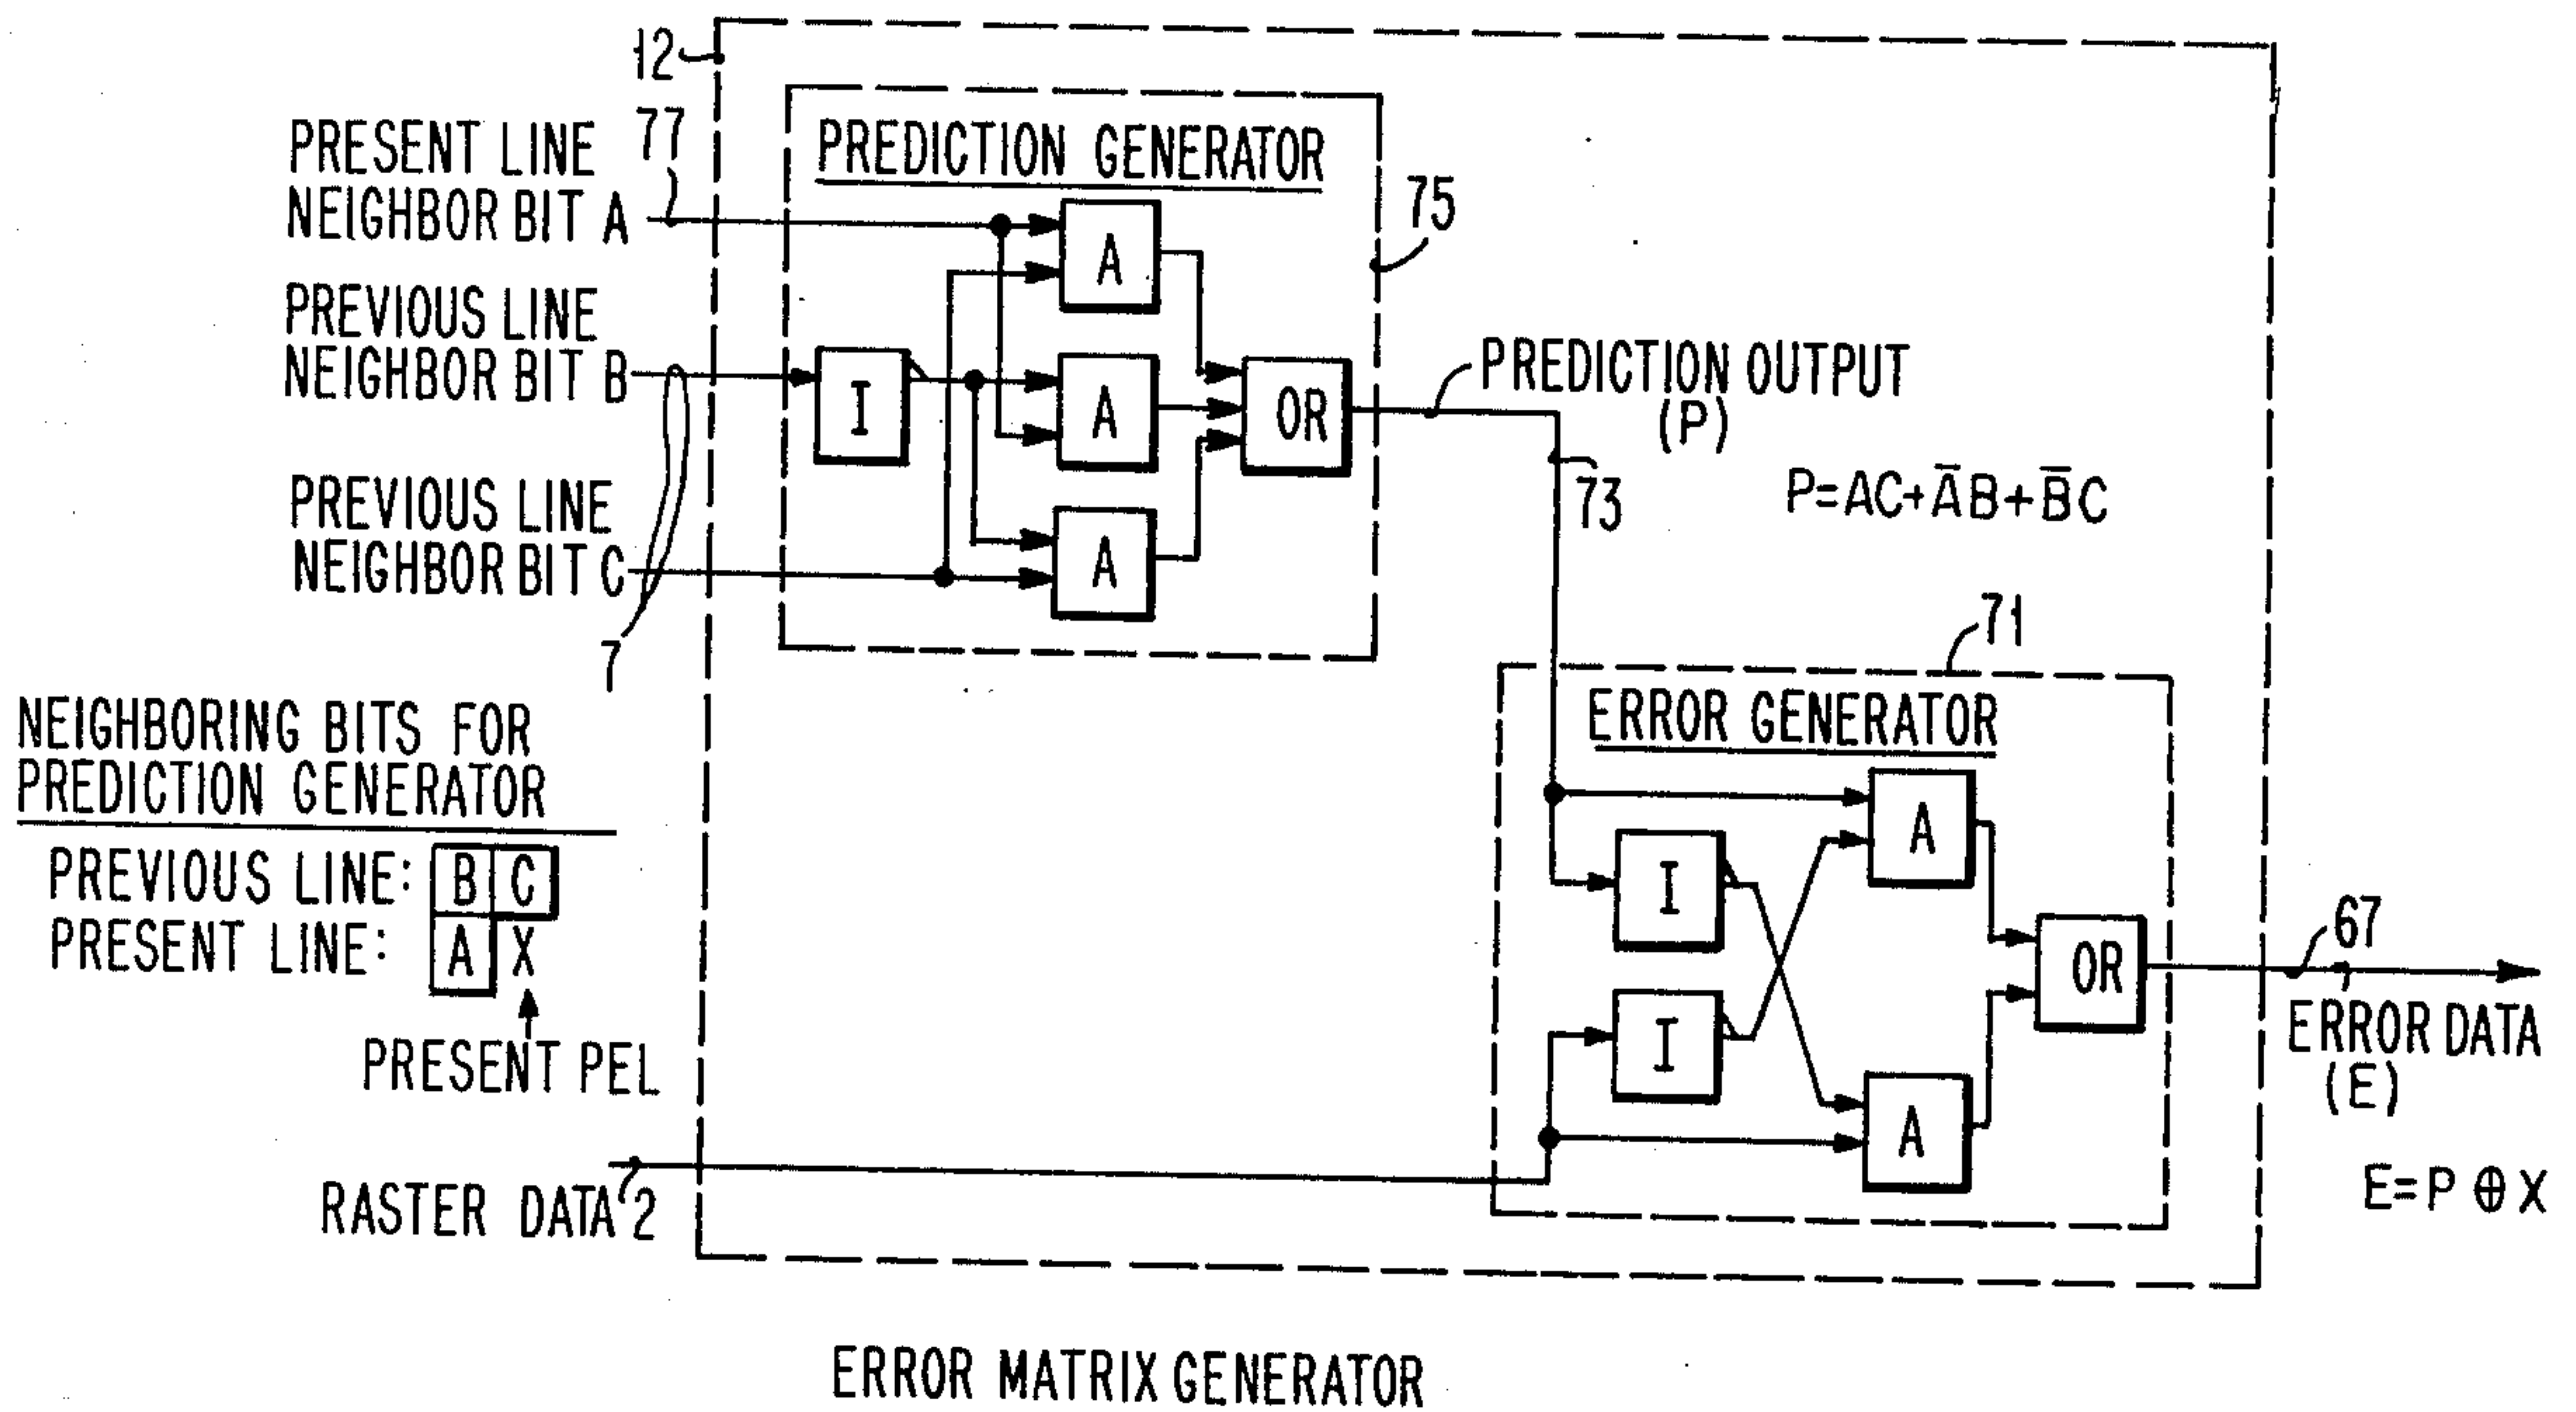 12
77
PRESENT LINE
NEIGHBOR BIT A
PREDICTION GENERATOR
75
A
PREVIOUS LINE
NEIGHBOR BIT B
I
A
OR
PREDICTION OUTPUT
(P)
73
P=AC+A̅B+B̅C
PREVIOUS LINE
NEIGHBOR BIT C
A
7
71
NEIGHBORING BITS FOR
PREDICTION GENERATOR
PREVIOUS LINE: B C
PRESENT LINE: A X
PRESENT PEL
ERROR GENERATOR
A
I
I
OR
A
67
ERROR DATA
(E)
E=P⊕X
RASTER DATA 2
ERROR MATRIX GENERATOR